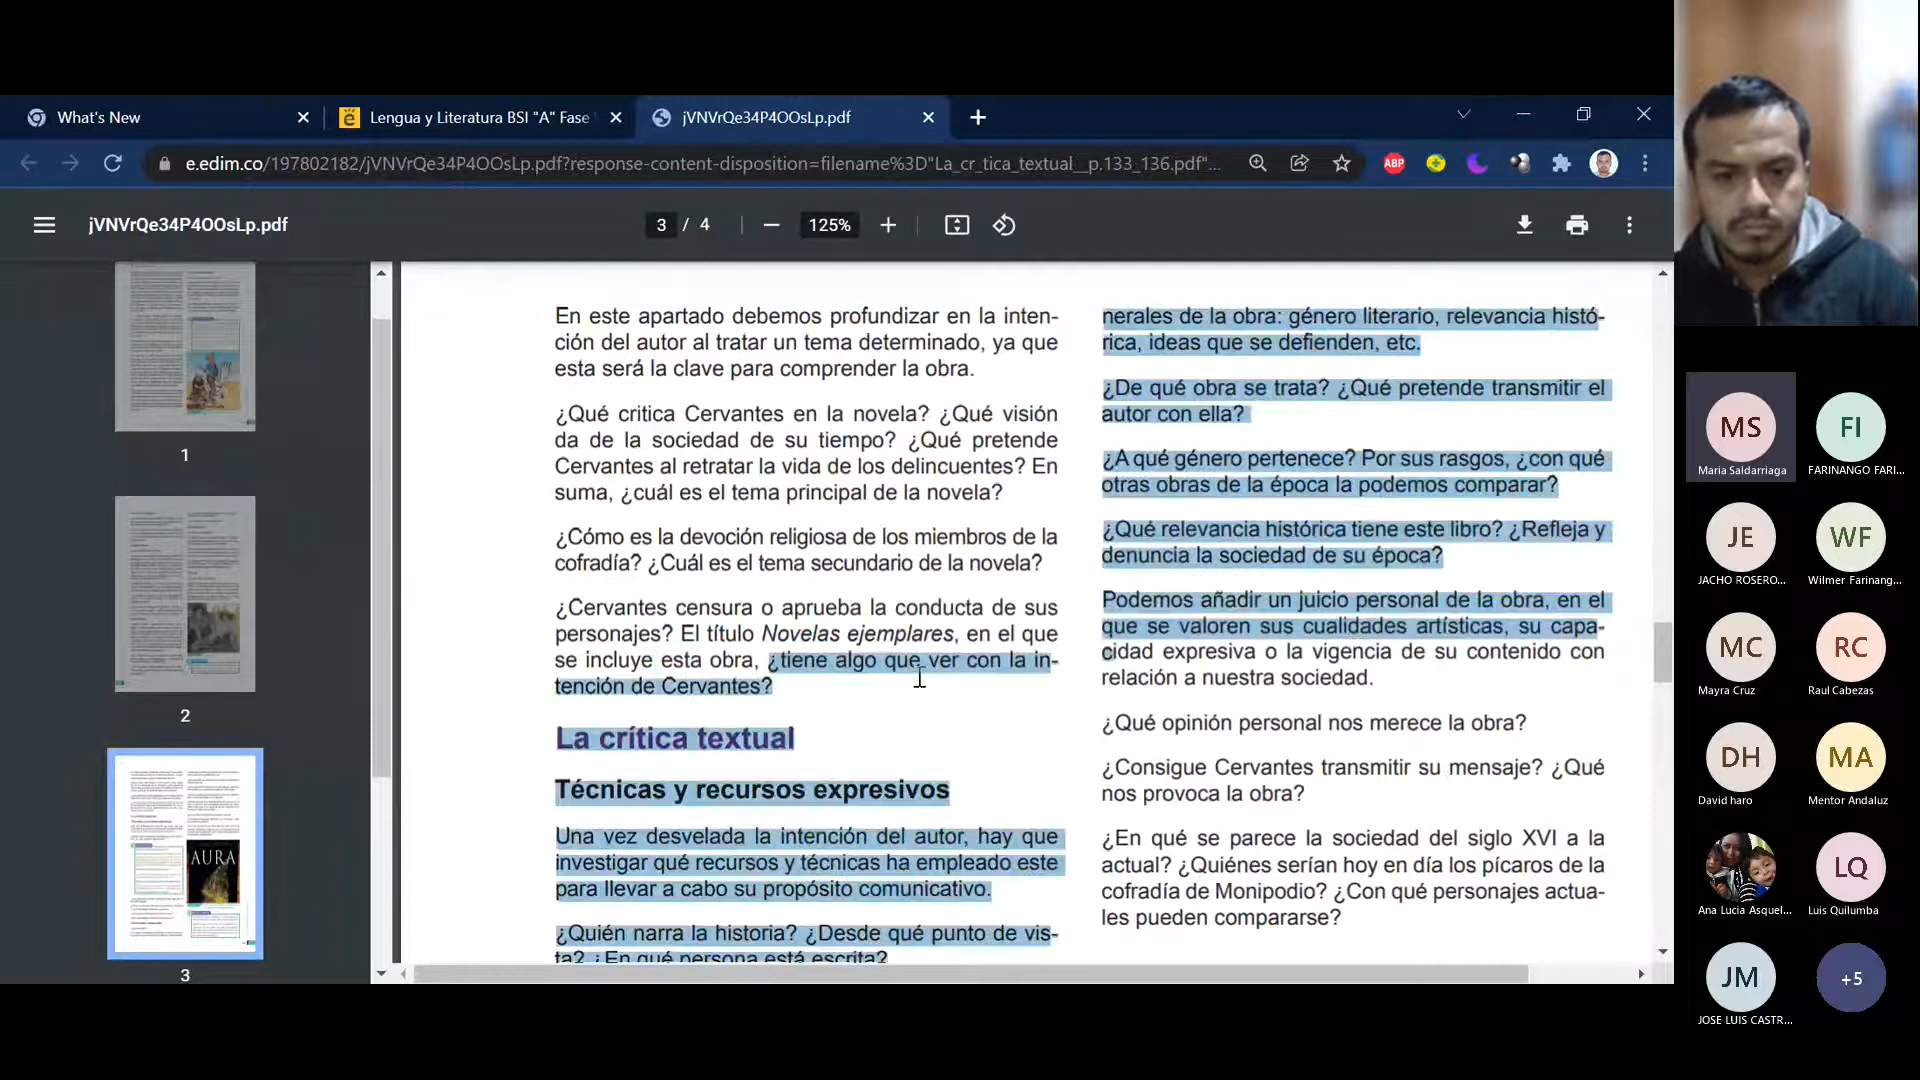 What's New
Lengua y Literatura BSI "A" Fase
jVNVrQe34P4OOsLp.pdf
e.edim.co/197802182/jVNVrQe34P4OOsLp.pdf?response-content-disposition=filename%3D"La_cr_tica_textual__p.133_136.pdf"...
ABP
jVNVrQe34P4OOsLp.pdf
3 / 4
125%
1
2
AURA
3
En este apartado debemos profundizar en la inten-
ción del autor al tratar un tema determinado, ya que
esta será la clave para comprender la obra.
¿Qué critica Cervantes en la novela? ¿Qué visión
da de la sociedad de su tiempo? ¿Qué pretende
Cervantes al retratar la vida de los delincuentes? En
suma, ¿cuál es el tema principal de la novela?
¿Cómo es la devoción religiosa de los miembros de la
cofradía? ¿Cuál es el tema secundario de la novela?
¿Cervantes censura o aprueba la conducta de sus
personajes? El título Novelas ejemplares, en el que
se incluye esta obra, ¿tiene algo que ver con la in-
tención de Cervantes?
La crítica textual
Técnicas y recursos expresivos
Una vez desvelada la intención del autor, hay que
investigar qué recursos y técnicas ha empleado este
para llevar a cabo su propósito comunicativo.
¿Quién narra la historia? ¿Desde qué punto de vis-
ta? ¿En qué persona está escrita?
nerales de la obra: género literario, relevancia histó-
rica, ideas que se defienden, etc.
¿De qué obra se trata? ¿Qué pretende transmitir el
autor con ella?
¿A qué género pertenece? Por sus rasgos, ¿con qué
otras obras de la época la podemos comparar?
¿Qué relevancia histórica tiene este libro? ¿Refleja y
denuncia la sociedad de su época?
Podemos añadir un juicio personal de la obra, en el
que se valoren sus cualidades artísticas, su capa-
cidad expresiva o la vigencia de su contenido con
relación a nuestra sociedad.
¿Qué opinión personal nos merece la obra?
¿Consigue Cervantes transmitir su mensaje? ¿Qué
nos provoca la obra?
¿En qué se parece la sociedad del siglo XVI a la
actual? ¿Quiénes serían hoy en día los pícaros de la
cofradía de Monipodio? ¿Con qué personajes actua-
les pueden compararse?
MS
Maria Saldarriaga
FI
FARINANGO FARI...
JE
JACHO ROSERO...
WF
Wilmer Farinang...
MC
Mayra Cruz
RC
Raul Cabezas
DH
David haro
MA
Mentor Andaluz
Ana Lucia Asquel...
LQ
Luis Quilumba
JM
JOSE LUIS CASTR...
+5